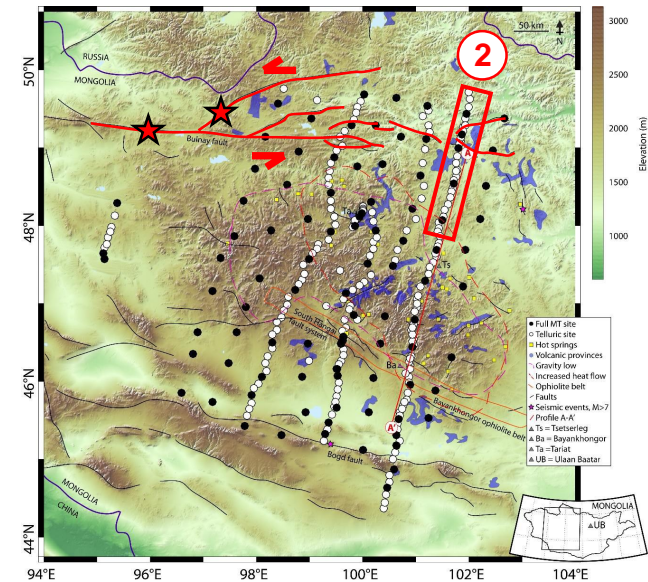 50 km
N
2
RUSSIA
MONGOLIA
Bulnay fault
A
Ta
Ts
South Hangai
fault system
Ba
Bayankhongor ophiolite belt
A'
Bogd fault
MONGOLIA
CHINA
50°N
48°N
46°N
44°N
94°E
96°E
98°E
100°E
102°E
104°E
3000
2500
2000
1500
1000
Elevation (m)
Full MT site
Telluric site
Hot springs
Volcanic provinces
Gravity low
Increased heat flow
Ophiolite belt
Faults
Seismic events, M>7
Profile A-A'
Ts = Tsetserleg
Ba = Bayankhongor
Ta = Tariat
UB = Ulaan Baatar
MONGOLIA
UB